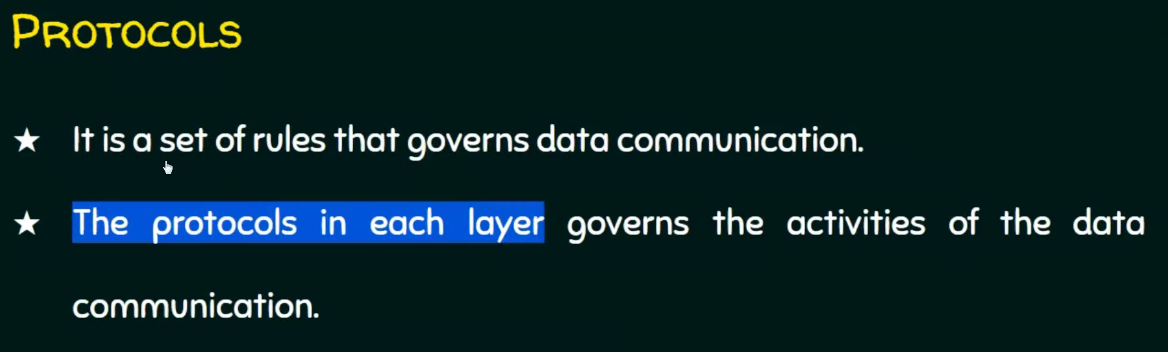 PROTOCOLS
★ It is a set of rules that governs data communication.
★ The protocols in each layer governs the activities of the data
communication.